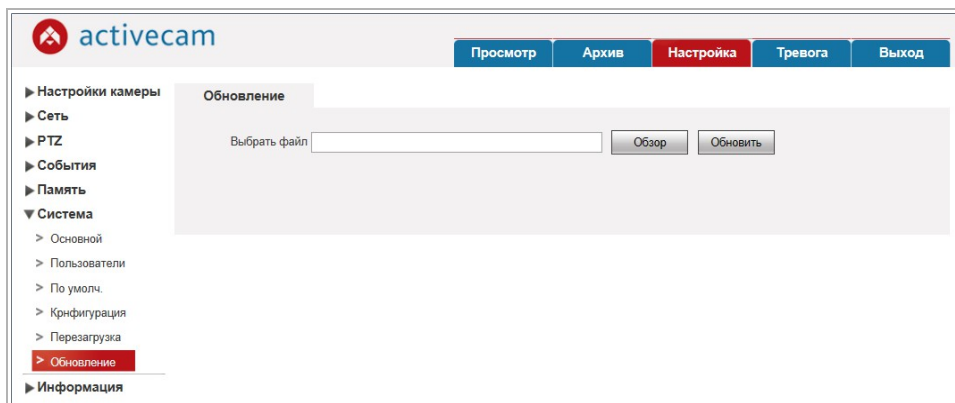 activecam
Просмотр Архив Настройка Тревога Выход
Настройки камеры
Сеть
PTZ
События
Память
Система
> Основной
> Пользователи
> По умолч.
> Крнфигурация
> Перезагрузка
> Обновление
Информация
Обновление
Выбрать файл Обзор Обновить